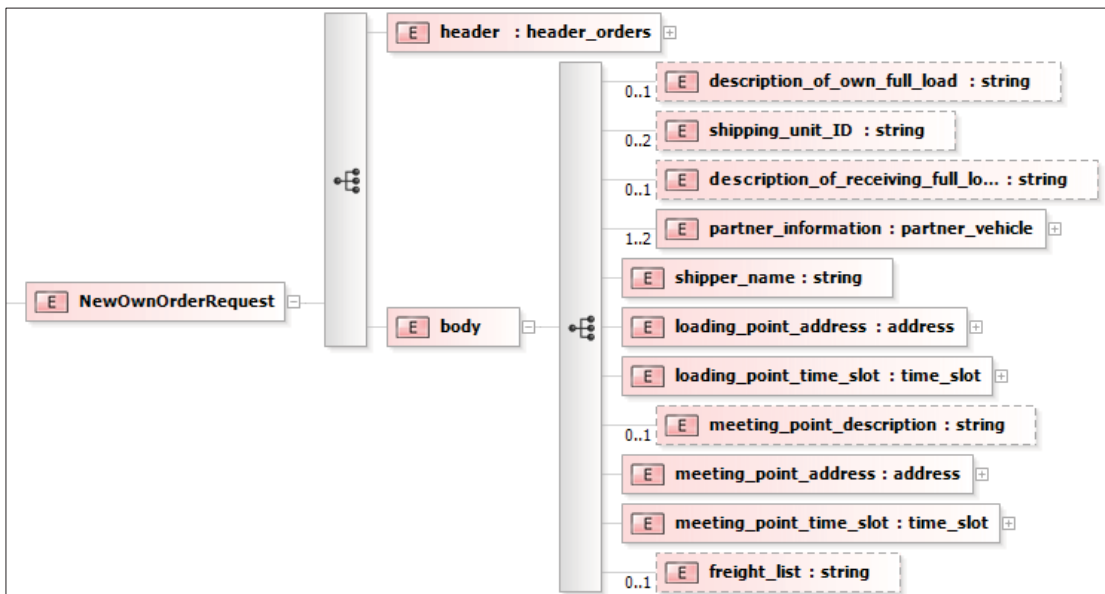 E header : header_orders
E description_of_own_full_load : string
0..1
E shipping_unit_ID : string
0..2
E description_of_receiving_full_lo... : string
0..1
E partner_information : partner_vehicle
1..2
E shipper_name : string
E NewOwnOrderRequest
E body
E loading_point_address : address
E loading_point_time_slot : time_slot
E meeting_point_description : string
0..1
E meeting_point_address : address
E meeting_point_time_slot : time_slot
E freight_list : string
0..1